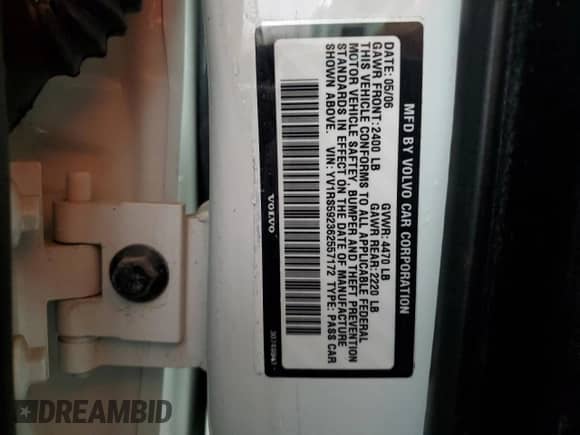 MFD BY VOLVO CAR CORPORATION
DATE: 05/06 GVWR: 4470 LB
GAWR FRONT: 2400 LB GAWR REAR: 2220 LB
THIS VEHICLE CONFORMS TO ALL APPLICABLE FEDERAL
MOTOR VEHICLE SAFTEY, BUMPER AND THEFT PREVENTION
STANDARDS IN EFFECT ON THE DATE OF MANUFACTURE
SHOWN ABOVE. VIN: YV1RS592362557172 TYPE: PASS CAR
VOLVO
DREAMBID